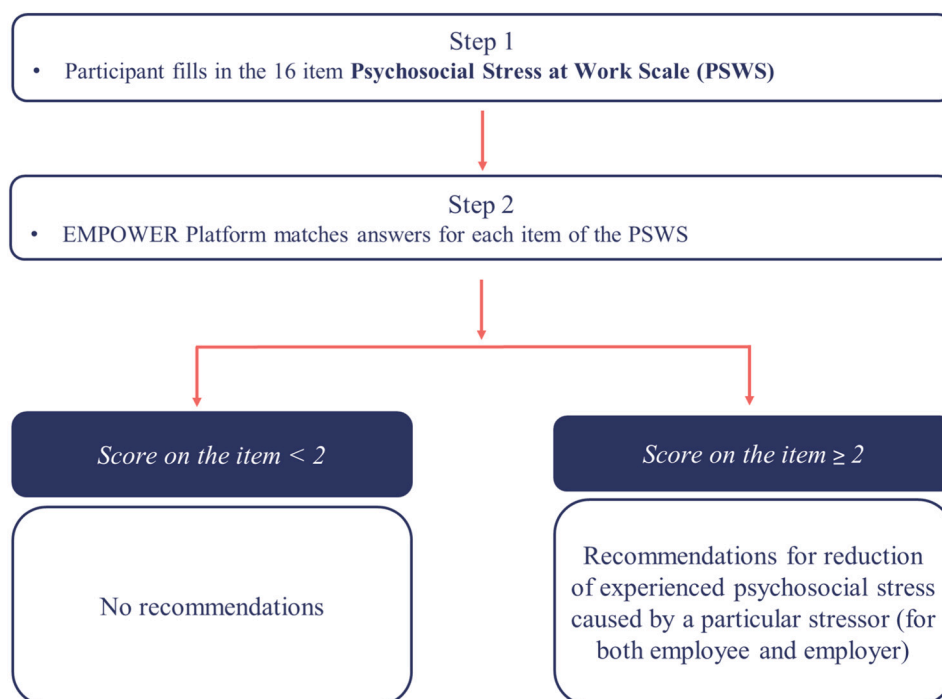 Step 1
• Participant fills in the 16 item Psychosocial Stress at Work Scale (PSWS)
Step 2
• EMPOWER Platform matches answers for each item of the PSWS
Score on the item < 2
Score on the item ≥ 2
No recommendations
Recommendations for reduction
of experienced psychosocial stress
caused by a particular stressor (for
both employee and employer)